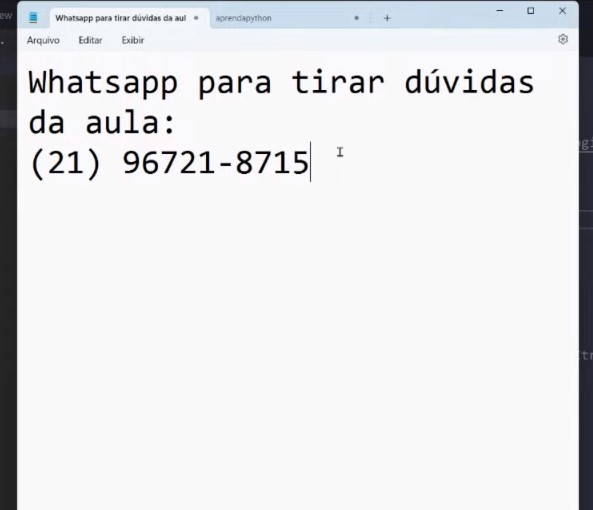 ew
Whatsapp para tirar dúvidas da aul
aprendapython
Arquivo Editar Exibir
Whatsapp para tirar dúvidas
da aula:
(21) 96721-8715